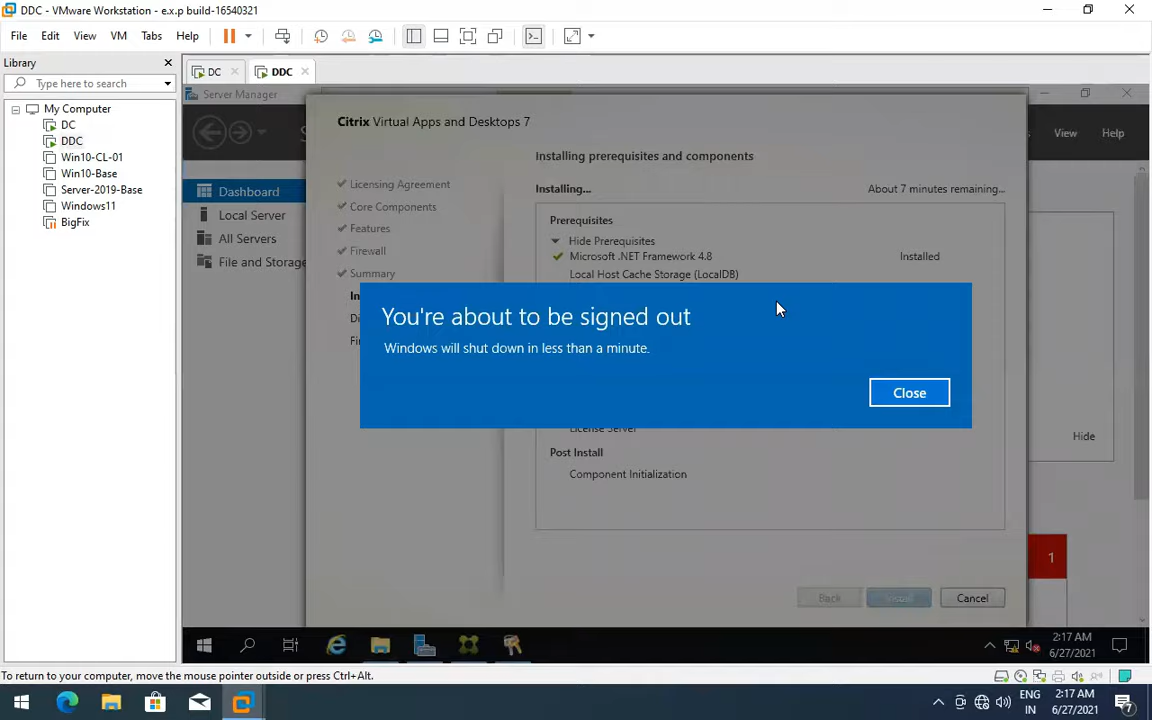 DDC - VMware Workstation - e.x.p build-16540321
File Edit View VM Tabs Help
Library
Type here to search
My Computer
DC
DDC
Win10-CL-01
Win10-Base
Server-2019-Base
Windows11
BigFix
DC
DDC
Server Manager
View Help
Dashboard
Local Server
All Servers
File and Storage
Citrix Virtual Apps and Desktops 7
Licensing Agreement
Core Components
Features
Firewall
Summary
In
Di
Fi
Installing prerequisites and components
Installing...
About 7 minutes remaining...
Prerequisites
Hide Prerequisites
Microsoft .NET Framework 4.8 Installed
Local Host Cache Storage (LocalDB)
You're about to be signed out
Windows will shut down in less than a minute.
Close
License Server
Post Install
Component Initialization
Hide
1
Back
Install
Cancel
2:17 AM
6/27/2021
To return to your computer, move the mouse pointer outside or press Ctrl+Alt.
ENG
IN
2:17 AM
6/27/2021
7